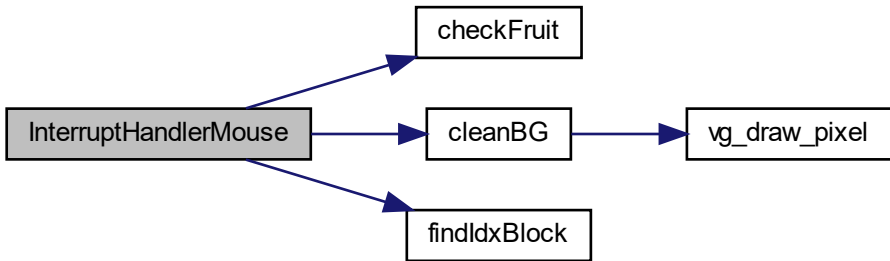 checkFruit
InterruptHandlerMouse
cleanBG
vg_draw_pixel
findIdxBlock